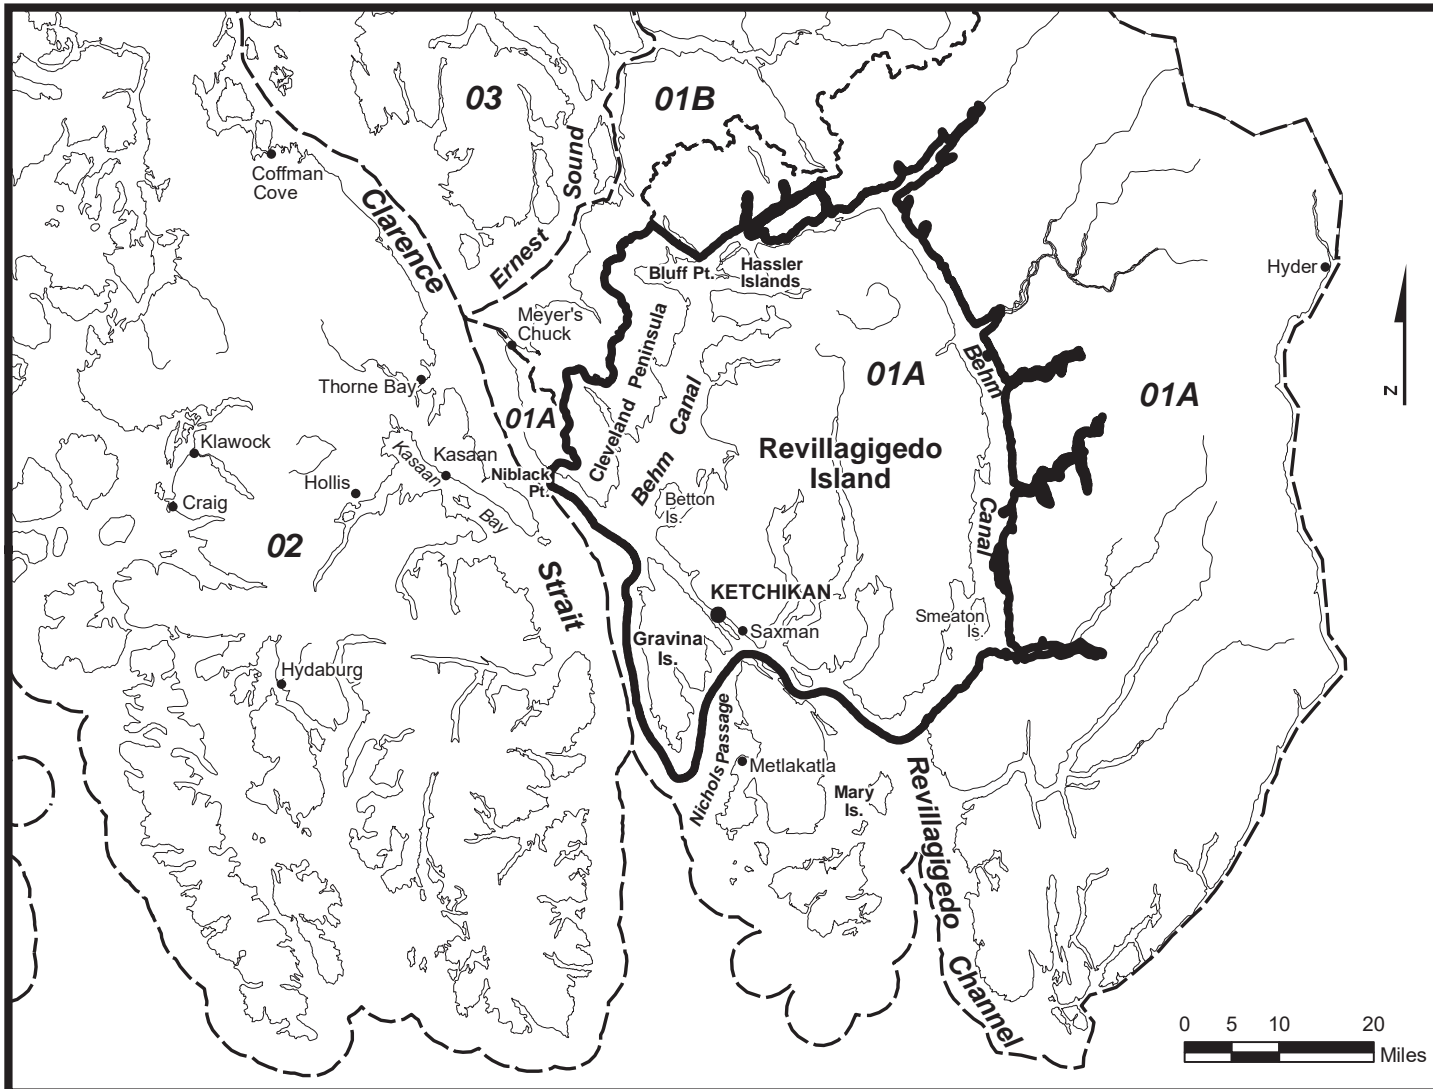 03
01B
Coffman
Cove
Clarence
Sound
Ernest
Bluff Pt.
Hassler
Islands
Hyder
Meyer's
Chuck
Cleveland Peninsula
Behm
Canal
Thorne Bay
01A
Behm
01A
01A
N
Klawock
Kasaan
Kasaan
Bay
Niblack
Pt.
Revillagigedo
Island
Hollis
Craig
Betton
Is.
Canal
02
Strait
KETCHIKAN
Saxman
Smeaton
Is.
Gravina
Is.
Hydaburg
Nichols Passage
Metlakatla
Mary
Is.
Revillagigedo
Channel
0 5 10 20
Miles